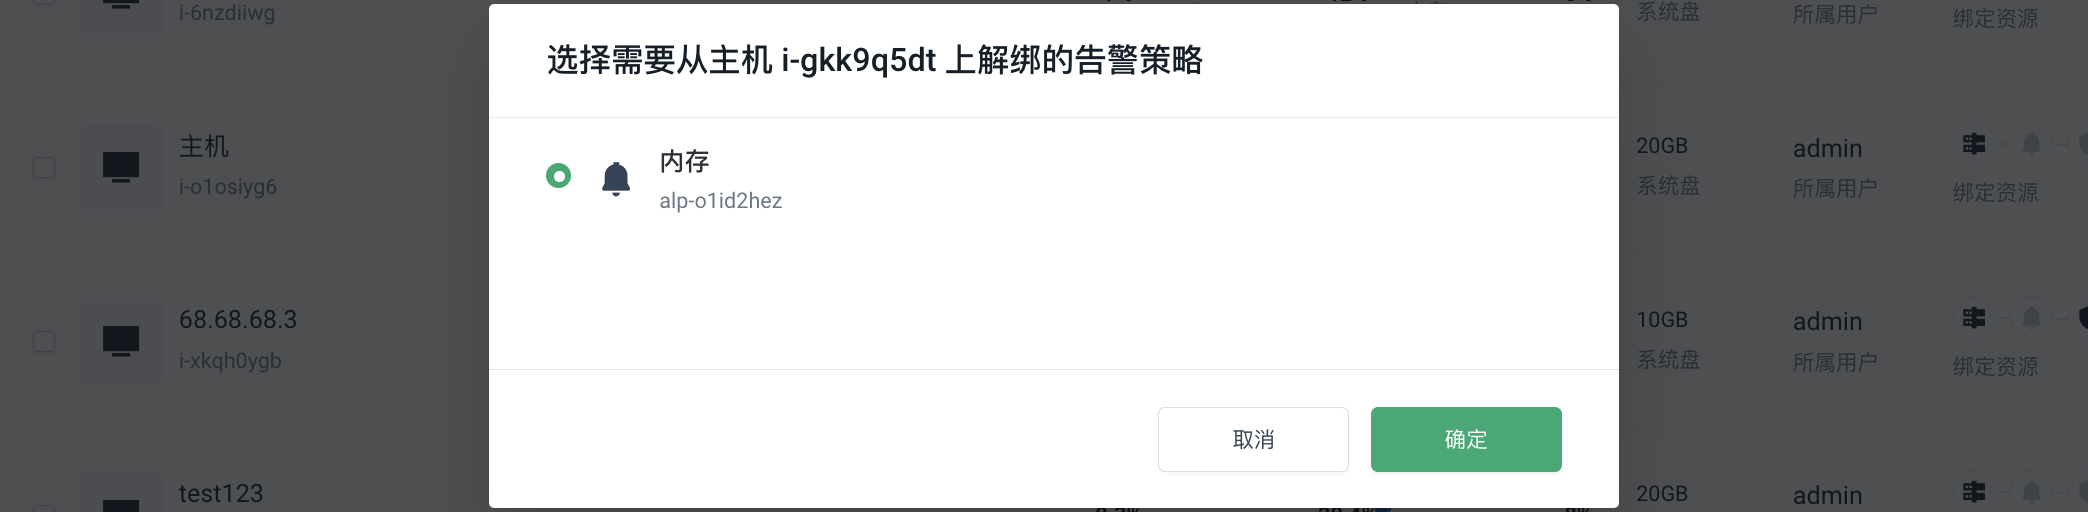 i-6nzdiiwg
系统盘
所属用户
绑定资源
选择需要从主机 i-gkk9q5dt 上解绑的告警策略
主机
i-o1osiyg6
内存
alp-o1id2hez
20GB
系统盘
admin
所属用户
绑定资源
68.68.68.3
i-xkqh0ygb
10GB
系统盘
admin
所属用户
绑定资源
取消
确定
test123
20GB
admin